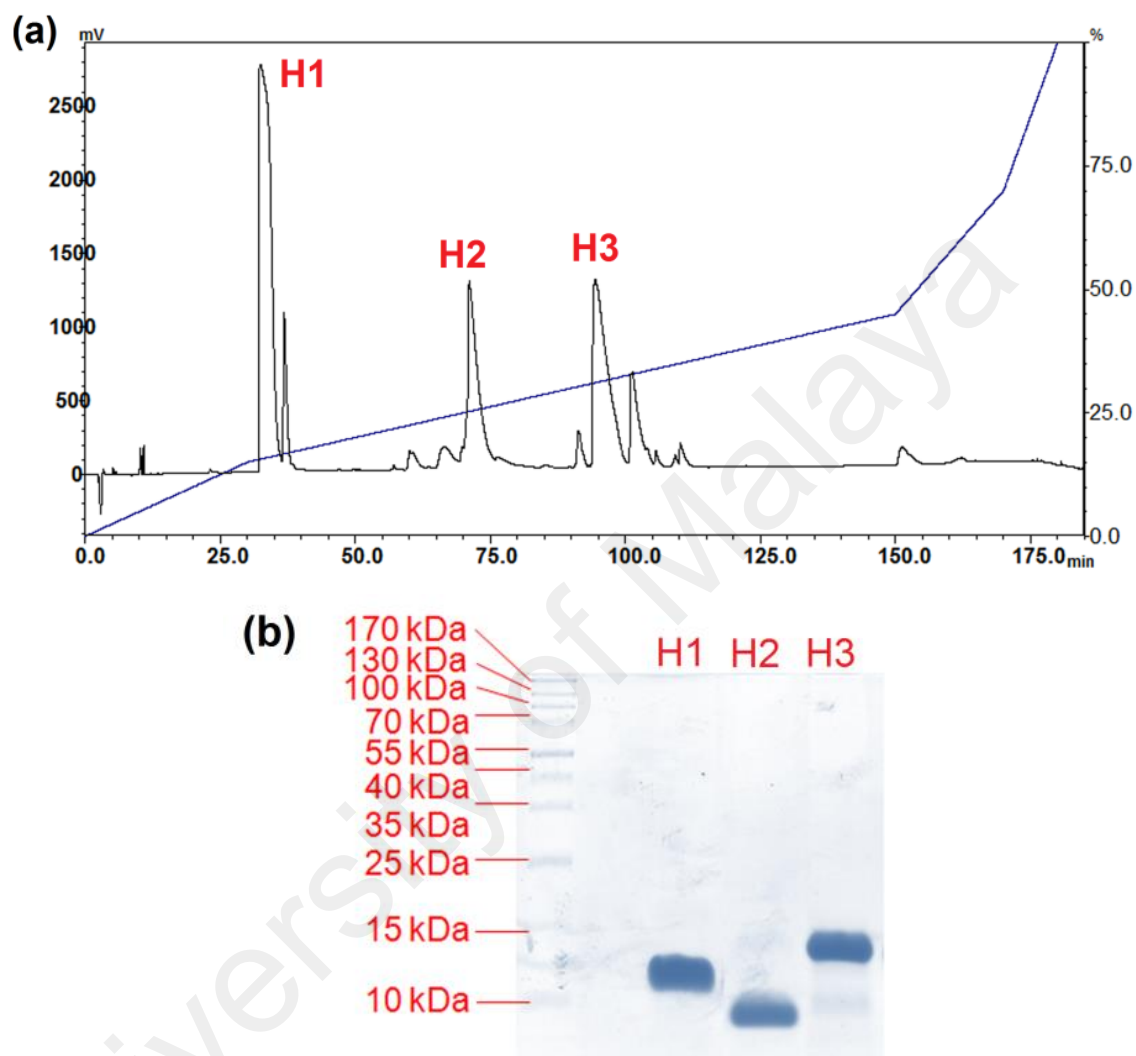 (a)
mV
%
H1
2500
2000
75.0
1500
H2
H3
50.0
1000
500
25.0
0
0.0
0.0 25.0 50.0 75.0 100.0 125.0 150.0 175.0 min
(b)
170 kDa
130 kDa
100 kDa
70 kDa
55 kDa
40 kDa
35 kDa
25 kDa
15 kDa
10 kDa
H1 H2 H3
University of Malaya